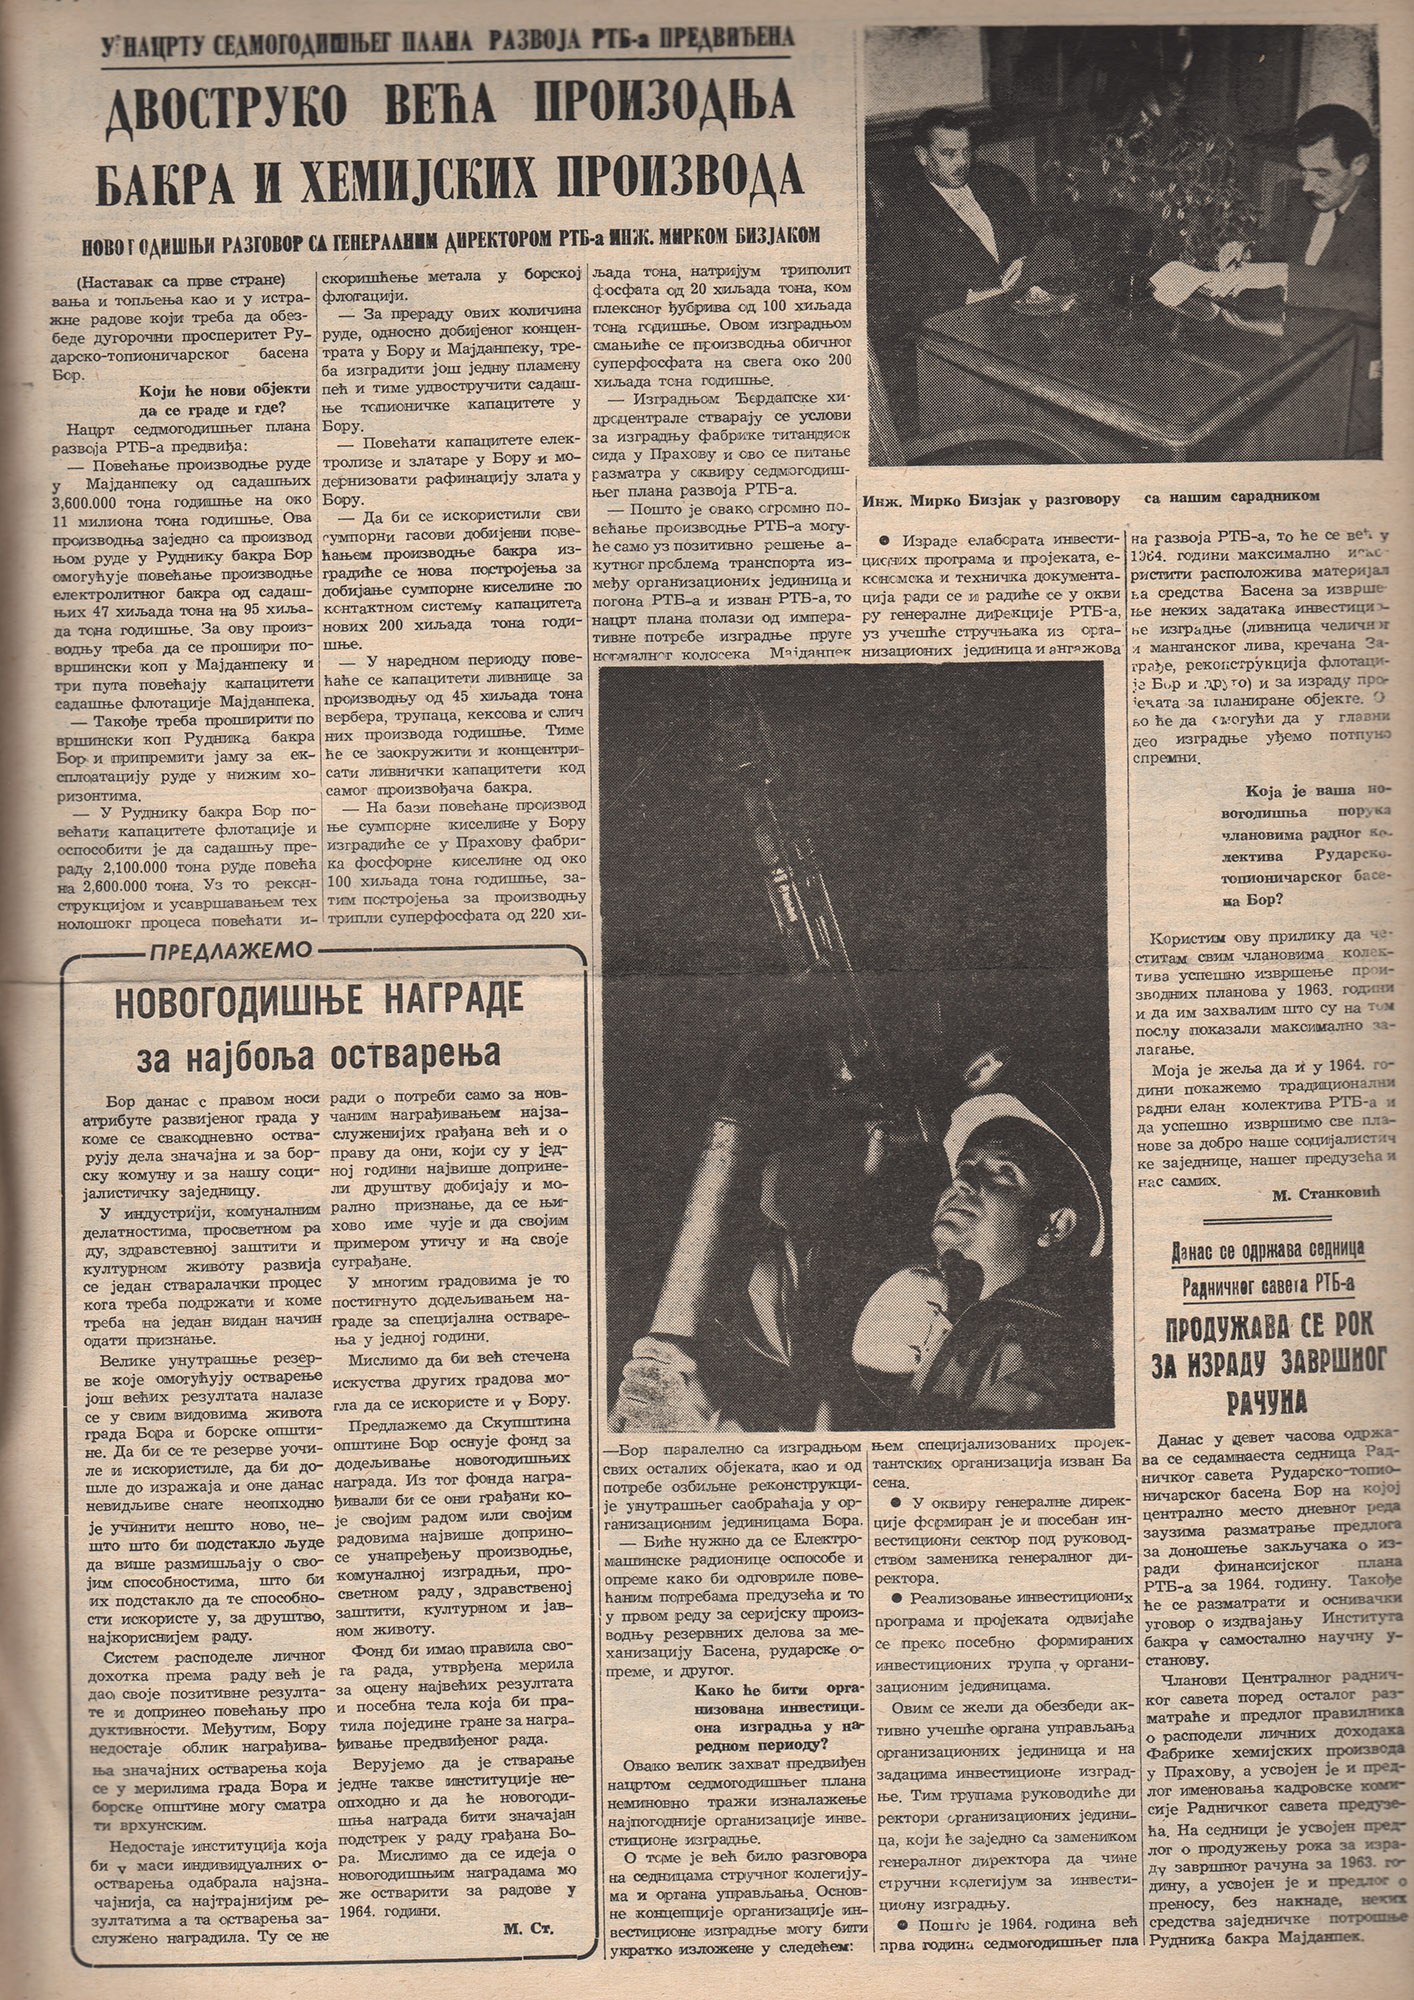 У НАЦРТУ СЕДМОГОДИШЊЕГ ПЛАНА РАЗВОЈА РТБ-а ПРЕДВИЂЕНА
ДВОСТРУКО ВЕЋА ПРОИЗОДЊА
БАКРА И ХЕМИЈСКИХ ПРОИЗВОДА
НОВОГОДИШЊИ РАЗГОВОР СА ГЕНЕРАЛНИМ ДИРЕКТОРОМ РТБ-а ИНЖ. МИРКОМ БИЗЈАКОМ
(Наставак са прве стране)
вања и топљења као и у истра-
жне радове који треба да обез-
беде дугорочни просперитет Ру-
дарско-топионичарског басена
Бор.
Који ће нови објекти
да се граде и где?
Нацрт седмогодишњег плана
развоја РТБ-а предвиђа:
— Повећање производње руде
у Мајданпеку од садашњих
3,600.000 тона годишње на око
11 милиона тона годишње. Ова
производња заједно са производ
њом руде у Руднику бакра Бор
омогућује повећање производње
електролитног бакра од садаш-
њих 47 хиљада тона на 95 хиља-
да тона годишње. За ову произ-
водњу треба да се прошири по-
вршински коп у Мајданпеку и
три пута повећају капацитети
садашње флотације Мајданпека.
— Такође треба проширити по
вршински коп Рудника бакра
Бор и припремити јаму за ек-
сплоатацију руде у нижим хо-
ризонтима.
— У Руднику бакра Бор по-
већати капацитете флотације и
оспособити је да садашњу пре-
раду 2,100.000 тона руде повећа
на 2,600.000 тона. Уз то рекон-
струкцијом и усавршавањем тех
нолошокг процеса повећати и-
скоришћење метала у борској
флотацији.
— За прераду ових количина
руде, односно добијеног концен-
трата у Бору и Мајданпеку, тре-
ба изградити још једну пламену
пећ и тиме удвостручити садаш-
ње топионичке капацитете у
Бору.
— Повећати капацитете елек-
тролизе и златаре у Бору и мо-
дернизовати рафинацију злата у
Бору.
— Да би се искористили сви
сумпорни гасови добијени пове-
ћањем производње бакра из-
градиће се нова постројења за
добијање сумпорне киселине по
контактном систему капацитета
нових 200 хиљада тона годи-
шње.
— У наредном периоду пове-
ћаће се капацитети ливнице за
производњу од 45 хиљада тона
вербера, трупаца, кексова и слич
них производа годишње. Тиме
ће се заокружити и концентри-
сати ливнички капацитети код
самог произвођача бакра.
— На бази повећане производ
ње сумпорне киселине у Бору
изградиће се у Прахову фабри-
ка фосфорне киселине од око
100 хиљада тона годишње, за-
тим постројења за производњу
трипли суперфосфата од 220 хи-
љада тона, натријум триполит
фосфата од 20 хиљада тона, ком
плексног ђубрива од 100 хиљада
тона годишње. Овом изградњом
смањиће се производња обичног
суперфосфата на свега око 200
хиљада тона годишње.
— Изградњом Ђердапске хи-
дроцентрале стварају се услови
за изградњу фабрике титандиок
сида у Прахову и ово се питање
разматра у оквиру седмогодиш-
њег плана развоја РТБ-а.
— Пошто је овако огромно по-
већање производње РТБ-а могу-
ће само уз позитивно решење а-
кутног проблема транспорта из-
међу организационих јединица и
погона РТБ-а и изван РТБ-а, то
нацрт плана полази од импера-
тивне потребе изградње пруге
нормалног колосека Мајданпек
—Бор паралелно са изградњом
свих осталих објеката, као и од
потребе озбиљне реконструкци-
је унутрашњег саобраћаја у ор-
ганизационим јединицама Бора.
— Биће нужно да се Електро-
машинске радионице оспособе и
опреме како би одговриле пове-
ћаним потребама предузећа и то
у првом реду за серијску произ-
водњу резервних делова за ме-
ханизацију Басена, рударске о-
преме, и другог.
Како ће бити орга-
низована инвестици-
она изградња у на-
редном периоду?
Овако велик захват предвиђен
нацртом седмогодишњег плана
неминовно тражи изналажење
најпогодније организације инве-
стиционе изградње.
О томе је већ било разговора
на седницама стручног колегију-
ма и органа управљања. Основ-
не концепције организације ин-
вестиционе изградње могу бити
укратко изложене у следећем:
Инж. Мирко Бизјак у разговору са нашим сарадником
● Израде елабората инвести-
ционих програма и пројеката, е-
кономска и техничка документа-
ција ради се и радиће се у окви
ру генералне дирекције РТБ-а,
уз учешће стручњака из орга-
низационих јединица и ангажова
њем специјализованих пројек-
тантских организација изван Ба
сена.
● У оквиру генералне дирек-
ције формиран је и посебан ин-
вестициони сектор под руковод-
ством заменика генералног ди-
ректора.
● Реализовање инвестиционих
програма и пројеката одвијаће
се преко посебно формираних
инвестиционих група у органи-
зационим јединицама.
Овим се жели да обезбеди ак-
тивно учешће органа управљања
организационих јединица и на
задацима инвестиционе изград-
ње. Тим групама руководиће ди
ректори организационих једини-
ца, који ће заједно са замеником
генералног директора да чине
стручни колегијум за инвести-
циону изградњу.
● Пошто је 1964. година већ
прва година седмогодишњег пла
на развоја РТБ-а, то ће се већ у
1964. години максимално иско-
ристити расположива материјал
ња средства Басена за изврше-
ње неких задатака инвестицио-
не изградње (ливница челичног
и манганског лива, кречана За-
грађе, реконструкција флотаци-
је Бор и друго) и за израду про-
јеката за планиране објекте. О
во ће да омогући да у главни
део изградње уђемо потпуно
спремни.
Која је ваша но-
вогодишња порука
члановима радног ко-
лектива Рударско-
топионичарског басе-
на Бор?
Користим ову прилику да че-
ститам свим члановима колек-
тива успешно извршење прои-
зводних планова у 1963. години
и да им захвалим што су на том
послу показали максимално за-
лагање.
Моја је жеља да и у 1964. го-
дини покажемо традиционални
радни елан колектива РТБ-а и
да успешно извршимо све пла-
нове за добро наше социјалистич
ке заједнице, нашег предузећа и
нас самих.
М. Станковић
Данас се одржава седница
Радничког савета РТБ-а
ПРОДУЖАВА СЕ РОК
ЗА ИЗРАДУ ЗАВРШНОГ
РАЧУНА
Данас у девет часова одржа-
ва се седамнаеста седница Рад-
ничког савета Рударско-топио-
ничарског басена Бор на којој
централно место дневног реда
заузима разматрање предлога
за доношење закључака о из-
ради финансијског плана
РТБ-а за 1964. годину. Такође
ће се разматрати и оснивачки
уговор о издвајању Института
бакра у самостално научну у-
станову.
Чланови Централног раднич-
ког савета поред осталог раз-
матраће и предлог правилника
о расподели личних доходака
Фабрике хемијских производа
у Прахову, а усвојен је и пред-
лог именовања кадровске коми-
сије Радничког савета предузе-
ћа. На седници је усвојен пред-
лог о продужењу рока за изра-
ду завршног рачуна за 1963. го-
дину, а усвојен је и предлог о
преносу, без накнаде, неких
средства заједничке потрошње
Рудника бакра Мајданпек.
ПРЕДЛАЖЕМО
НОВОГОДИШЊЕ НАГРАДЕ
за најбоља остварења
Бор данас с правом носи
атрибуте развијеног града у
коме се свакодневно оства-
рују дела значајна и за бор-
ску комуну и за нашу соци-
јалистичку заједницу.
У индустрији, комуналним
делатностима, просветном ра
ду, здравствевној заштити и
културном животу развија
се један стваралачки процес
кога треба подржати и коме
треба на један видан начин
одати признање.
Велике унутрашње резер-
ве које омогућују остварење
још већих резултата налазе
се у свим видовима живота
града Бора и борске општи-
не. Да би се те резерве уочи-
ле и искористиле, да би до-
шле до изражаја и оне данас
невидљиве снаге неопходно
је учинити нешто ново, не-
што што би подстакло људе
да више размишљају о сво-
јим способностима, што би
их подстакло да те способно-
сти искористе у, за друштво,
најкориснијем раду.
Систем расподеле личног
дохотка према раду већ је
дао своје позитивне резулта-
те и допринео повећању про
дуктивности. Међутим, Бору
недостаје облик награђива-
ња значајних остварења која
се у мерилима града Бора и
борске општине могу сматра
ти врхунским.
Недостаје институција која
би у маси индивидуалних о-
остварења одабрала најзна-
чајнија, са најтрајнијим ре-
зултатима а та остварења за-
служено наградила. Ту се не
ради о потреби само за нов-
чаним награђивањем најза-
служенијих грађана већ и о
праву да они, који су у јед-
ној години највише доприне-
ли друштву добијају и мо-
рално признање, да се њи-
хово име чује и да својим
примером утичу и на своје
суграђане.
У многим градовима је то
постигнуто додељивањем на-
граде за специјална оствере-
ња у једној години.
Мислимо да би већ стечена
искуства других градова мо-
гла да се искористе и у Бору.
Предлажемо да Скупштина
општине Бор оснује фонд за
додељивање новогодишњих
награда. Из тог фонда награ-
ђивали би се они грађани ко-
је својим радом или својим
радовима највише доприно-
се унапређењу производње,
комуналној изградњи, про-
светном раду, здравственој
заштити, културном и јав-
ном животу.
Фонд би имао правила сво-
га рада, утврђена мерила
за оцену највећих резултата
и посебна тела која би пра-
тила поједине гране за награ-
ђивање предвиђеног рада.
Верујемо да је стварање
једне такве институције не-
опходно и да ће новогоди-
шња награда бити значајан
подстрек у раду грађана Бо-
ра. Мислимо да се идеја о
новогодишњим наградама мо
же остварити за радове у
1964. години.
М. Ст.